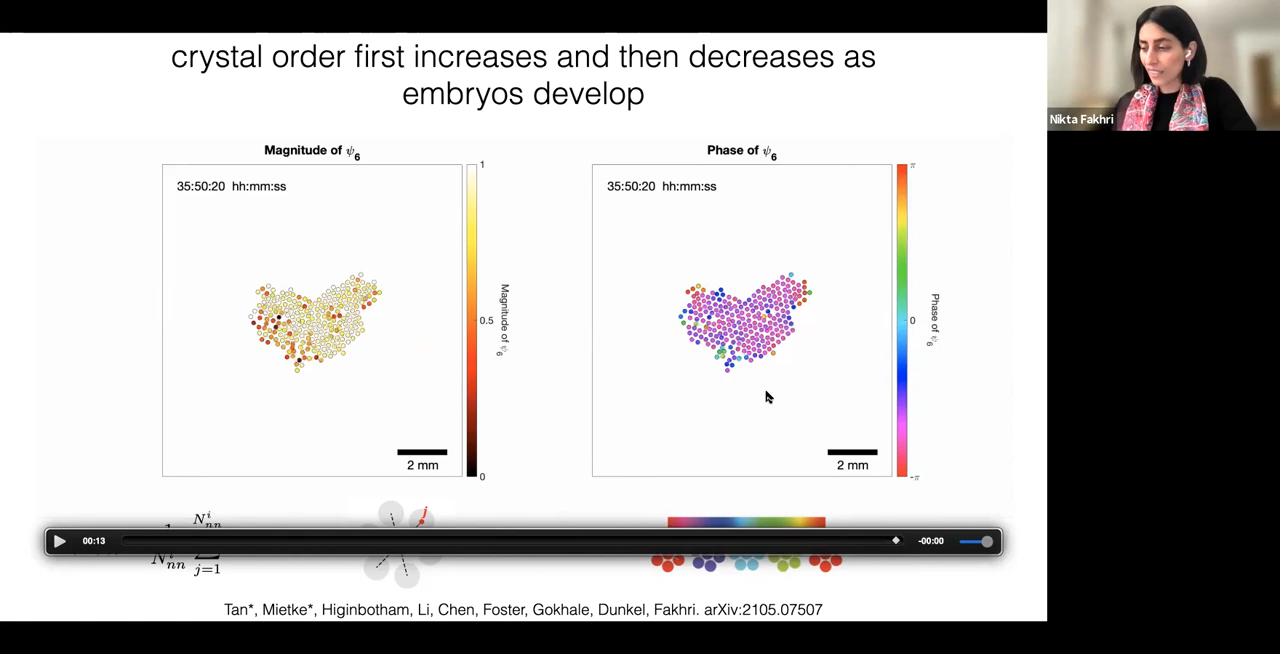 crystal order first increases and then decreases as
embryos develop
Nikta Fakhri
Magnitude of ψ6
35:50:20 hh:mm:ss
2 mm
1
0.5
0
Magnitude of ψ6
Phase of ψ6
35:50:20 hh:mm:ss
2 mm
π
0
-π
Phase of ψ6
j
N^i_nn
N^i_nn
j=1
00:13
-00:00
Tan*, Mietke*, Higinbotham, Li, Chen, Foster, Gokhale, Dunkel, Fakhri. arXiv:2105.07507